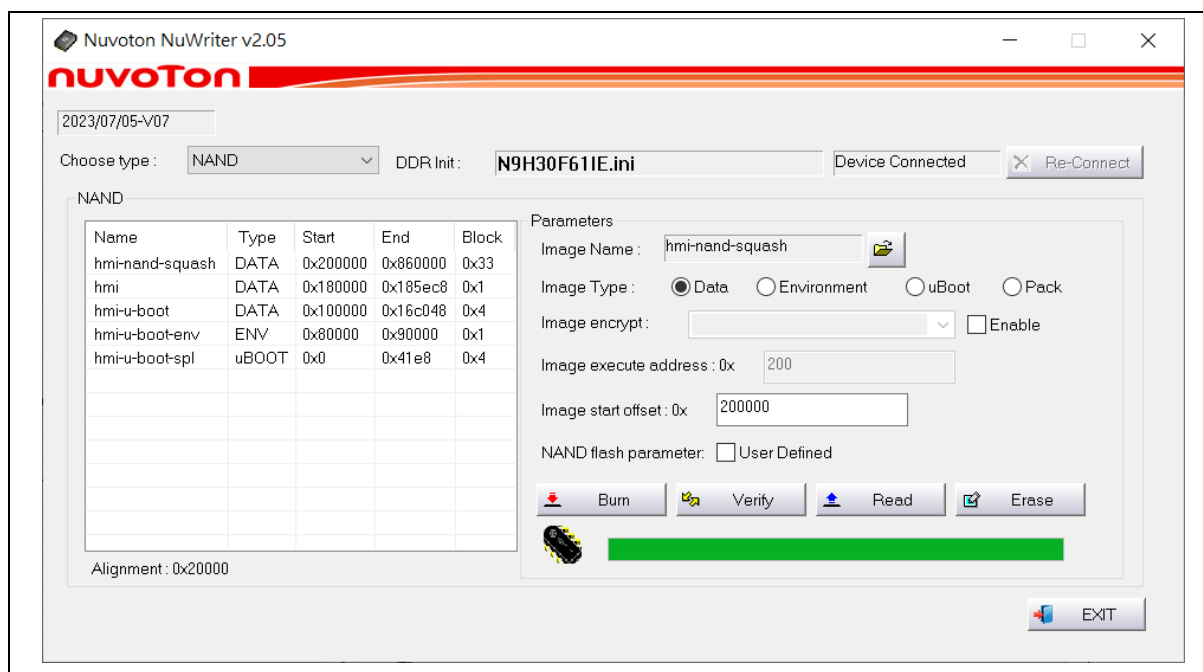 Nuvoton NuWriter v2.05
nuvoTon
2023/07/05-V07
Choose type : NAND DDR Init : N9H30F61IE.ini Device Connected Re-Connect
NAND
Name Type Start End Block
hmi-nand-squash DATA 0x200000 0x860000 0x33
hmi DATA 0x180000 0x185ec8 0x1
hmi-u-boot DATA 0x100000 0x16c048 0x4
hmi-u-boot-env ENV 0x80000 0x90000 0x1
hmi-u-boot-spl uBOOT 0x0 0x41e8 0x4
Alignment : 0x20000
Parameters
Image Name : hmi-nand-squash
Image Type : Data Environment uBoot Pack
Image encrypt : Enable
Image execute address : 0x 200
Image start offset : 0x 200000
NAND flash parameter: User Defined
Burn Verify Read Erase
EXIT